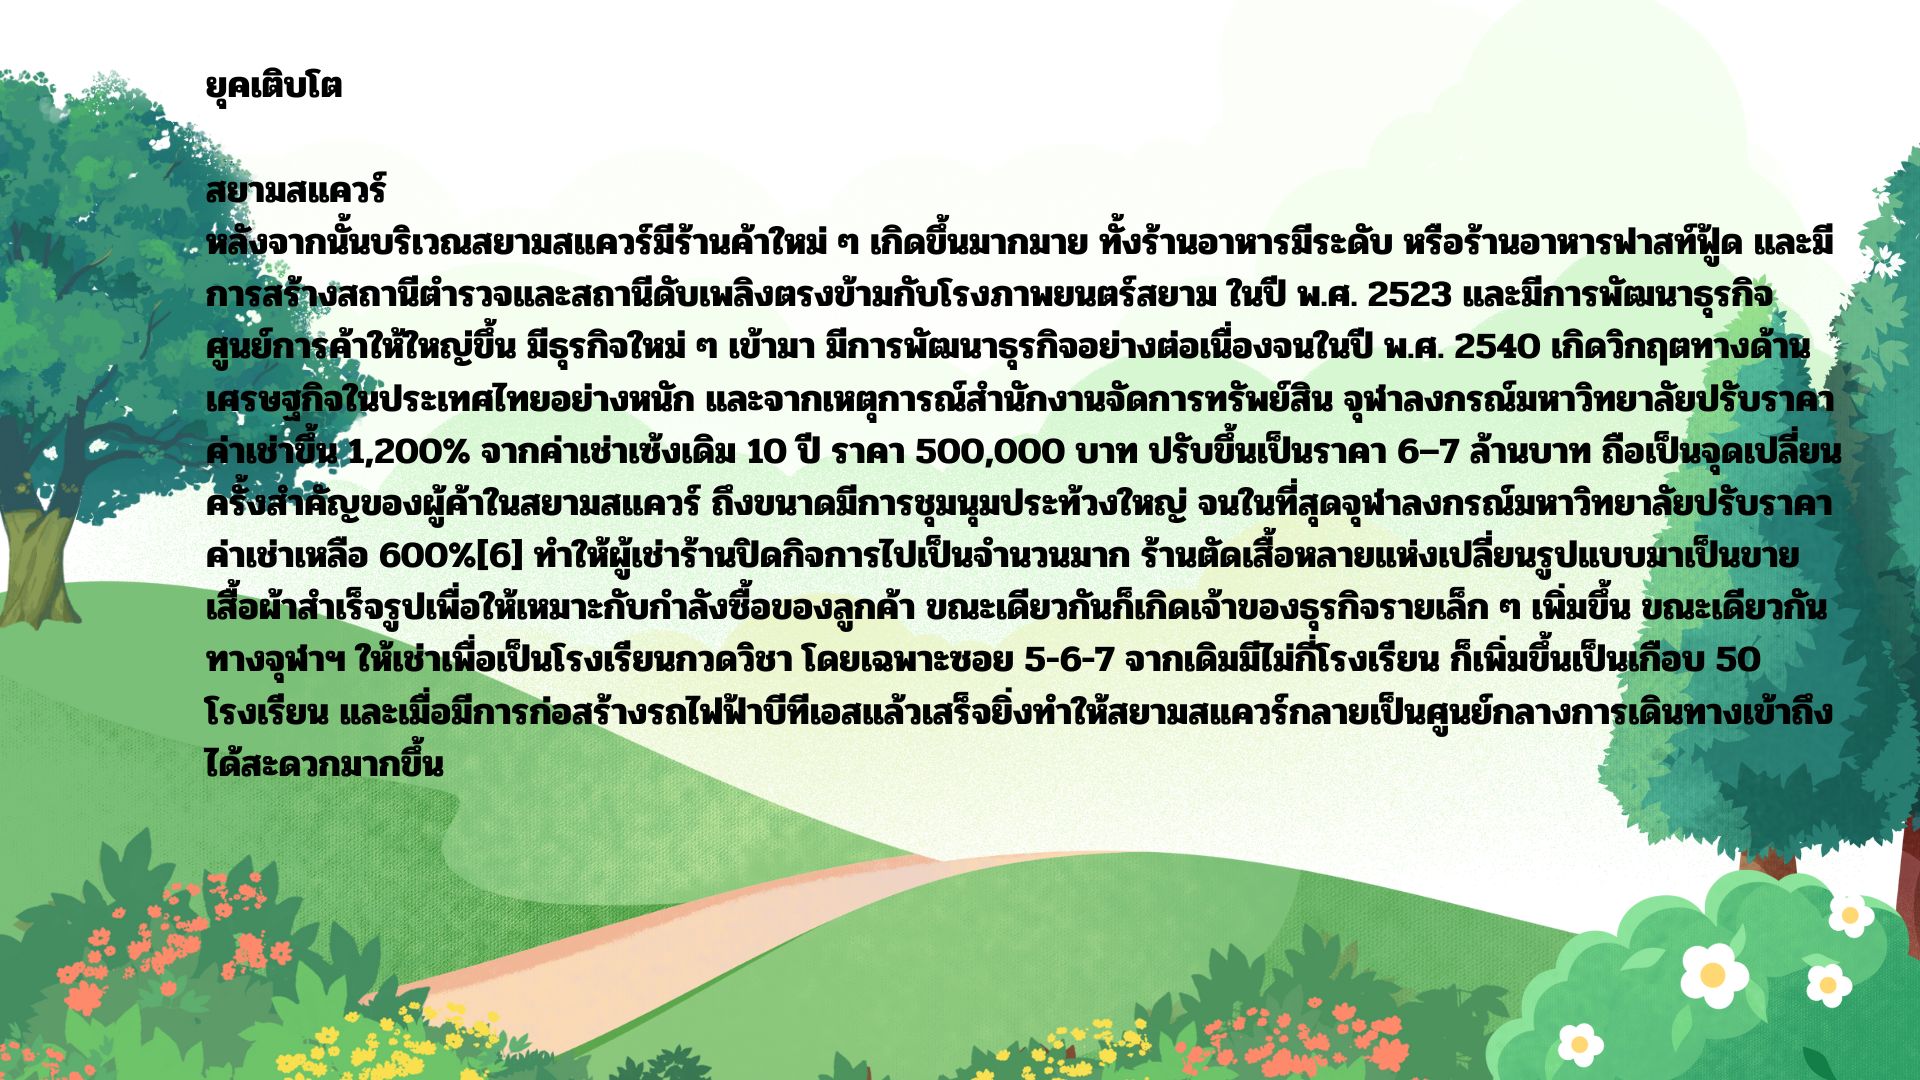 ยุคเติบโต
สยามสแควร์
หลังจากนั้นบริเวณสยามสแควร์มีร้านค้าใหม่ ๆ เกิดขึ้นมากมาย ทั้งร้านอาหารมีระดับ หรือร้านอาหารฟาสท์ฟู้ด และมี
การสร้างสถานีตำรวจและสถานีดับเพลิงตรงข้ามกับโรงภาพยนตร์สยาม ในปี พ.ศ. 2523 และมีการพัฒนาธุรกิจ
ศูนย์การค้าให้ใหญ่ขึ้น มีธุรกิจใหม่ ๆ เข้ามา มีการพัฒนาธุรกิจอย่างต่อเนื่องจนในปี พ.ศ. 2540 เกิดวิกฤตทางด้าน
เศรษฐกิจในประเทศไทยอย่างหนัก และจากเหตุการณ์สำนักงานจัดการทรัพย์สิน จุฬาลงกรณ์มหาวิทยาลัยปรับราคา
ค่าเช่าขึ้น 1,200% จากค่าเช่าเซ้งเดิม 10 ปี ราคา 500,000 บาท ปรับขึ้นเป็นราคา 6–7 ล้านบาท ถือเป็นจุดเปลี่ยน
ครั้งสำคัญของผู้ค้าในสยามสแควร์ ถึงขนาดมีการชุมนุมประท้วงใหญ่ จนในที่สุดจุฬาลงกรณ์มหาวิทยาลัยปรับราคา
ค่าเช่าเหลือ 600%[6] ทำให้ผู้เช่าร้านปิดกิจการไปเป็นจำนวนมาก ร้านตัดเสื้อหลายแห่งเปลี่ยนรูปแบบมาเป็นขาย
เสื้อผ้าสำเร็จรูปเพื่อให้เหมาะกับกำลังซื้อของลูกค้า ขณะเดียวกันก็เกิดเจ้าของธุรกิจรายเล็ก ๆ เพิ่มขึ้น ขณะเดียวกัน
ทางจุฬาฯ ให้เช่าเพื่อเป็นโรงเรียนกวดวิชา โดยเฉพาะซอย 5-6-7 จากเดิมมีไม่กี่โรงเรียน ก็เพิ่มขึ้นเป็นเกือบ 50
โรงเรียน และเมื่อมีการก่อสร้างรถไฟฟ้าบีทีเอสแล้วเสร็จยิ่งทำให้สยามสแควร์กลายเป็นศูนย์กลางการเดินทางเข้าถึง
ได้สะดวกมากขึ้น